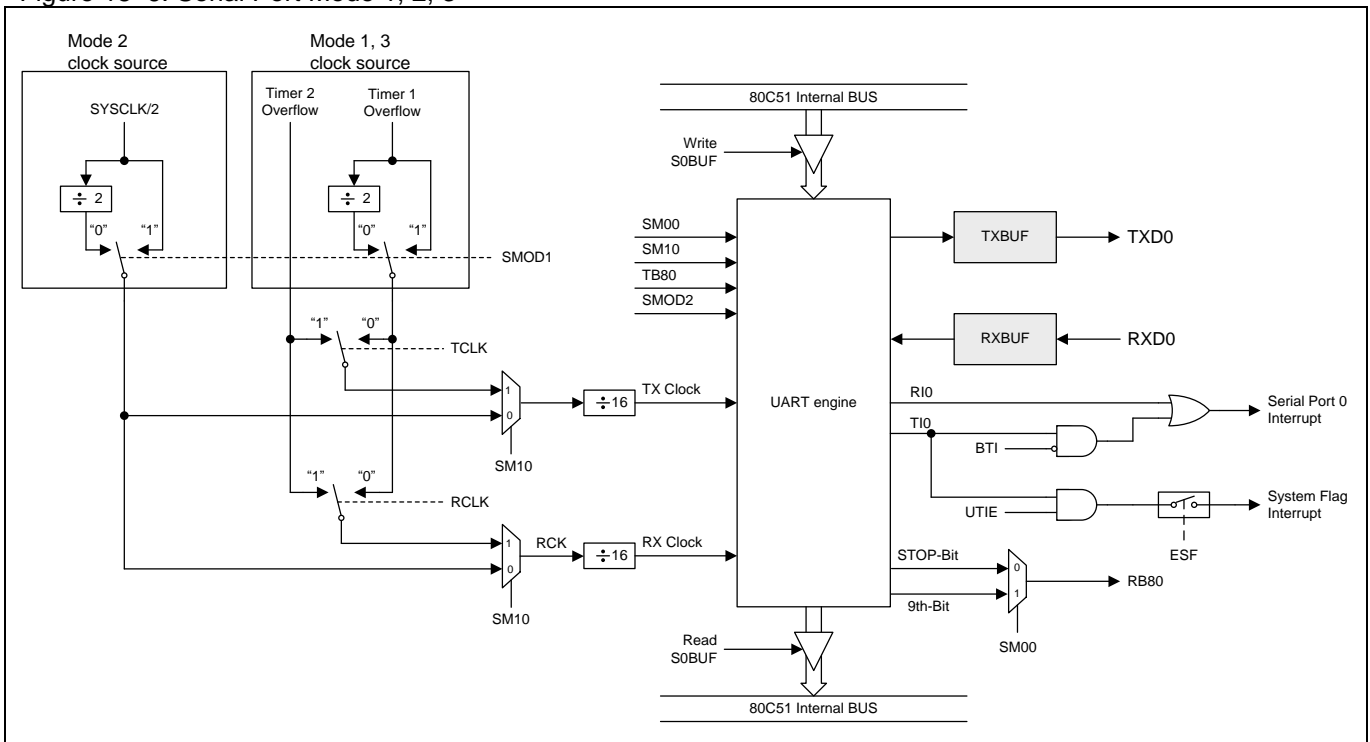 Mode 2
clock source
Mode 1, 3
clock source
SYSCLK/2
Timer 2
Overflow
Timer 1
Overflow
÷ 2
÷ 2
"0"
"1"
"0"
"1"
SMOD1
"1"
"0"
TCLK
1
0
SM10
÷16
TX Clock
"1"
"0"
RCLK
1
0
SM10
RCK
÷16
RX Clock
80C51 Internal BUS
Write
S0BUF
SM00
SM10
TB80
SMOD2
UART engine
TXBUF
TXD0
RXBUF
RXD0
RI0
TI0
BTI
Serial Port 0
Interrupt
UTIE
ESF
System Flag
Interrupt
STOP-Bit
9th-Bit
0
1
SM00
RB80
Read
S0BUF
80C51 Internal BUS